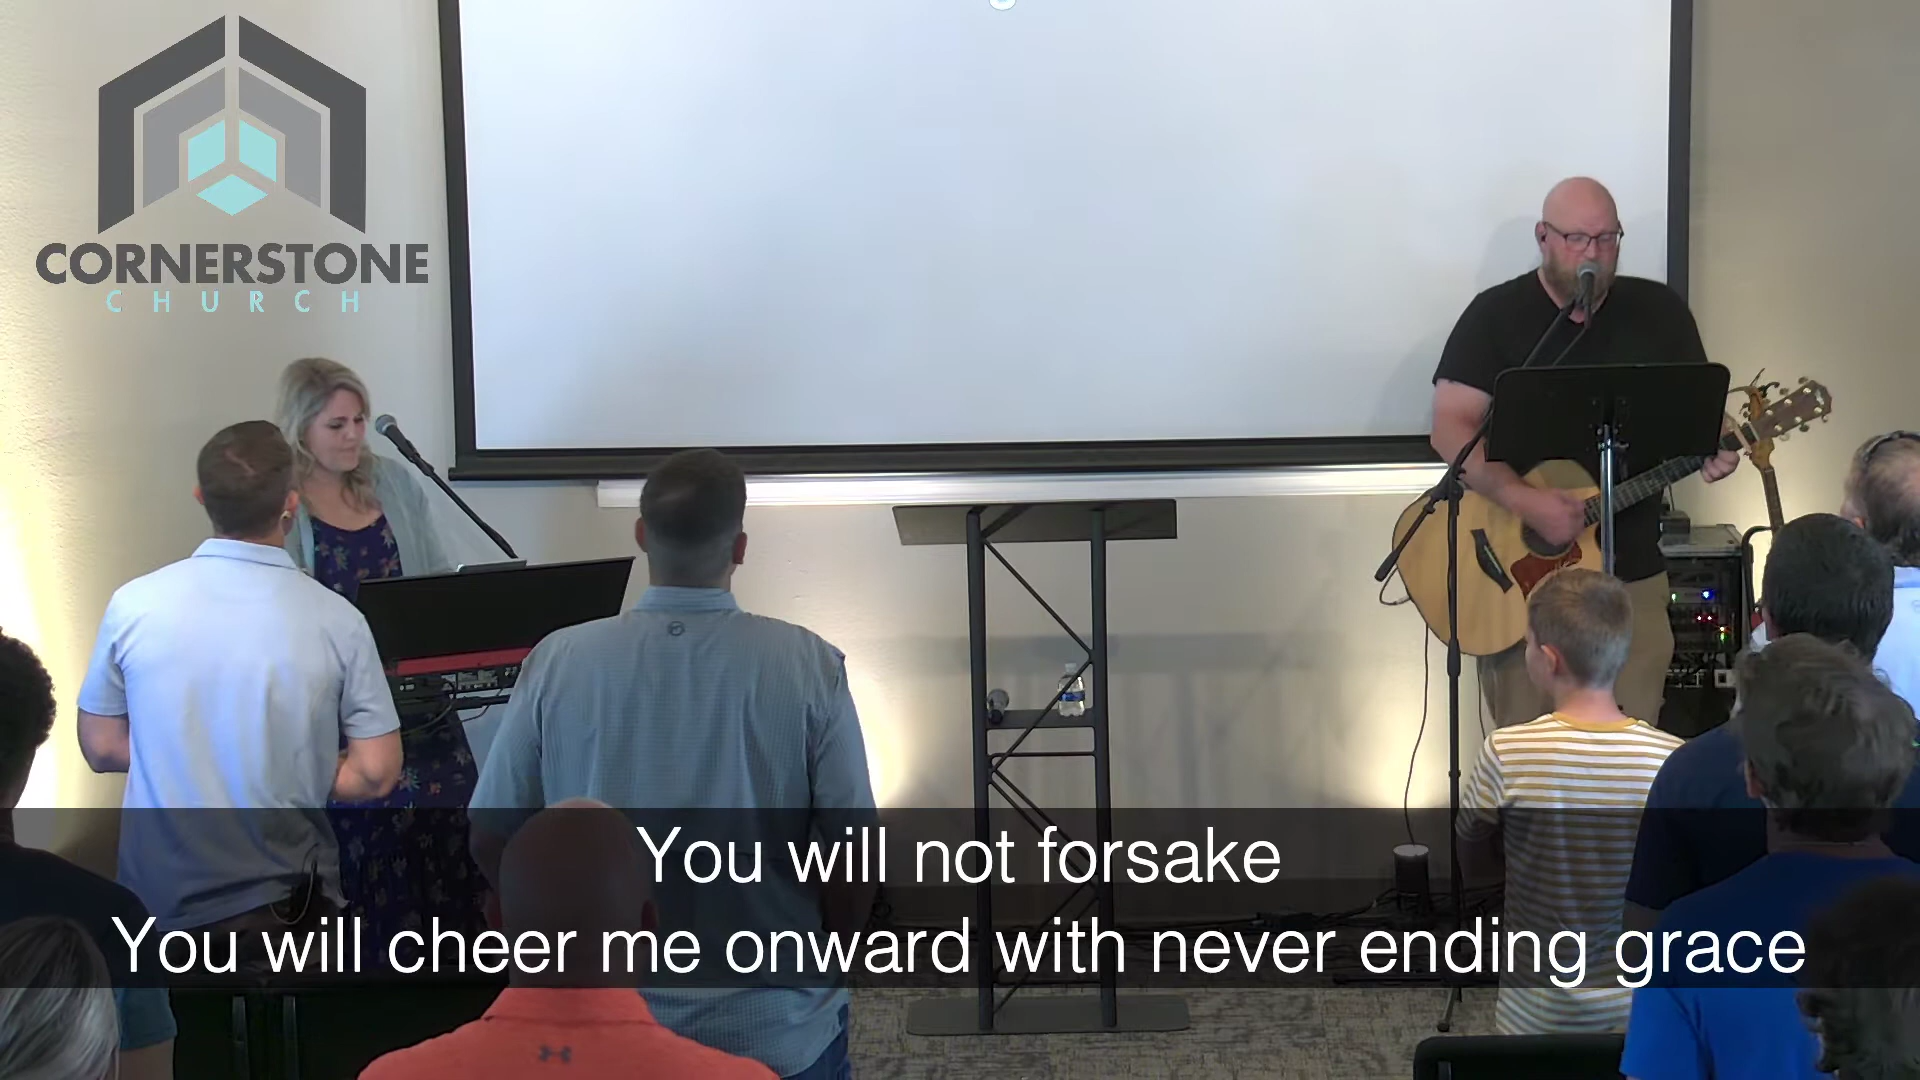 CORNERSTONE
CHURCH
You will not forsake
You will cheer me onward with never ending grace